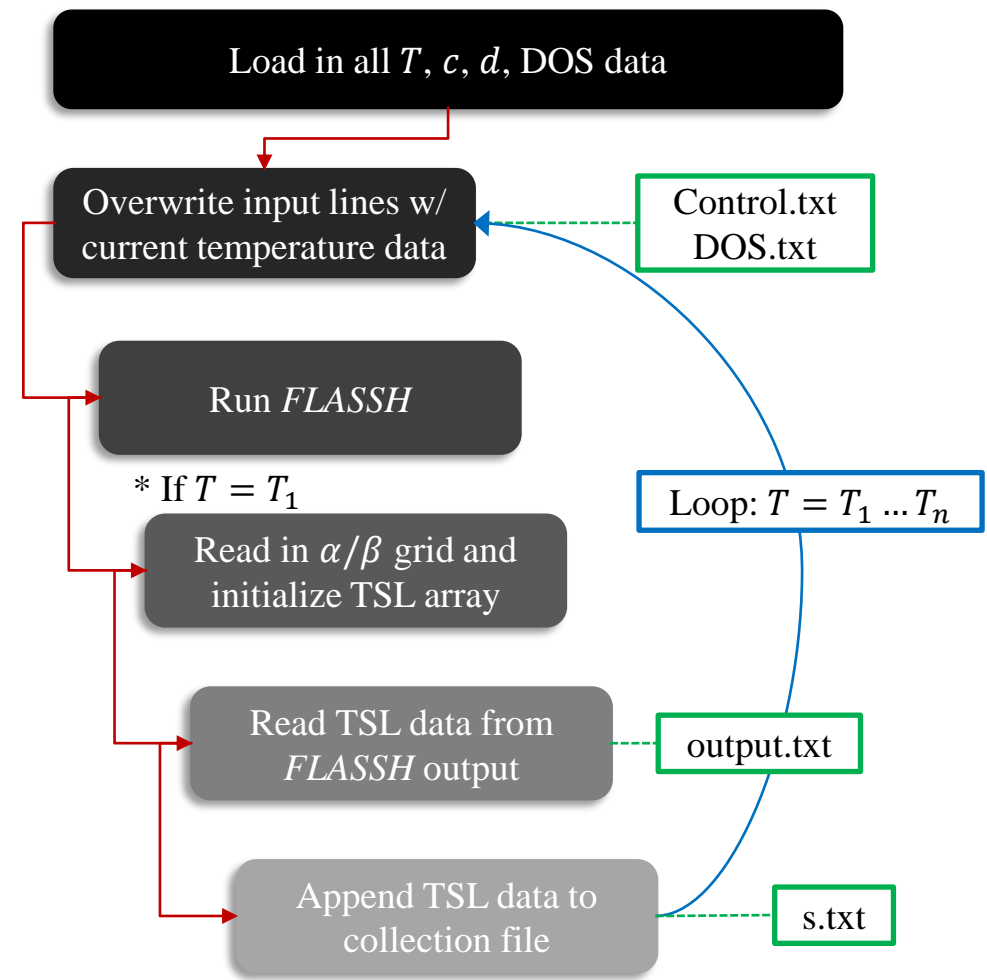 Load in all T, c, d, DOS data
Overwrite input lines w/
current temperature data
Control.txt
DOS.txt
Run FLASSH
* If T = T₁
Loop: T = T₁ … Tₙ
Read in α/β grid and
initialize TSL array
Read TSL data from
FLASSH output
output.txt
Append TSL data to
collection file
s.txt